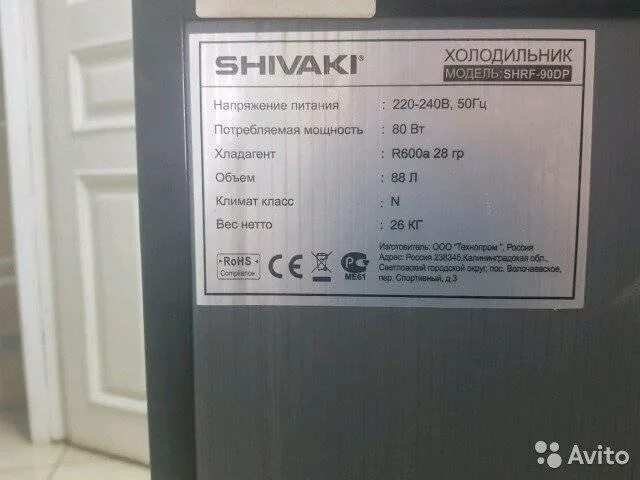 SHIVAKI®
ХОЛОДИЛЬНИК
МОДЕЛЬ: SHRF-90DP
Напряжение питания : 220-240В, 50Гц
Потребляемая мощность : 80 Вт
Хладагент : R600a 28 гр
Объем : 88 Л
Климат класс : N
Вес нетто : 26 КГ
RoHS
Compliance
CE
РС
МЕ61
Изготовитель: ООО "Технопром ", Россия
Адрес: Россия 238345,Калининградская обл.,
Светловский городской округ, пос. Волочаевское,
пер. Спортивный, д.3
Avito